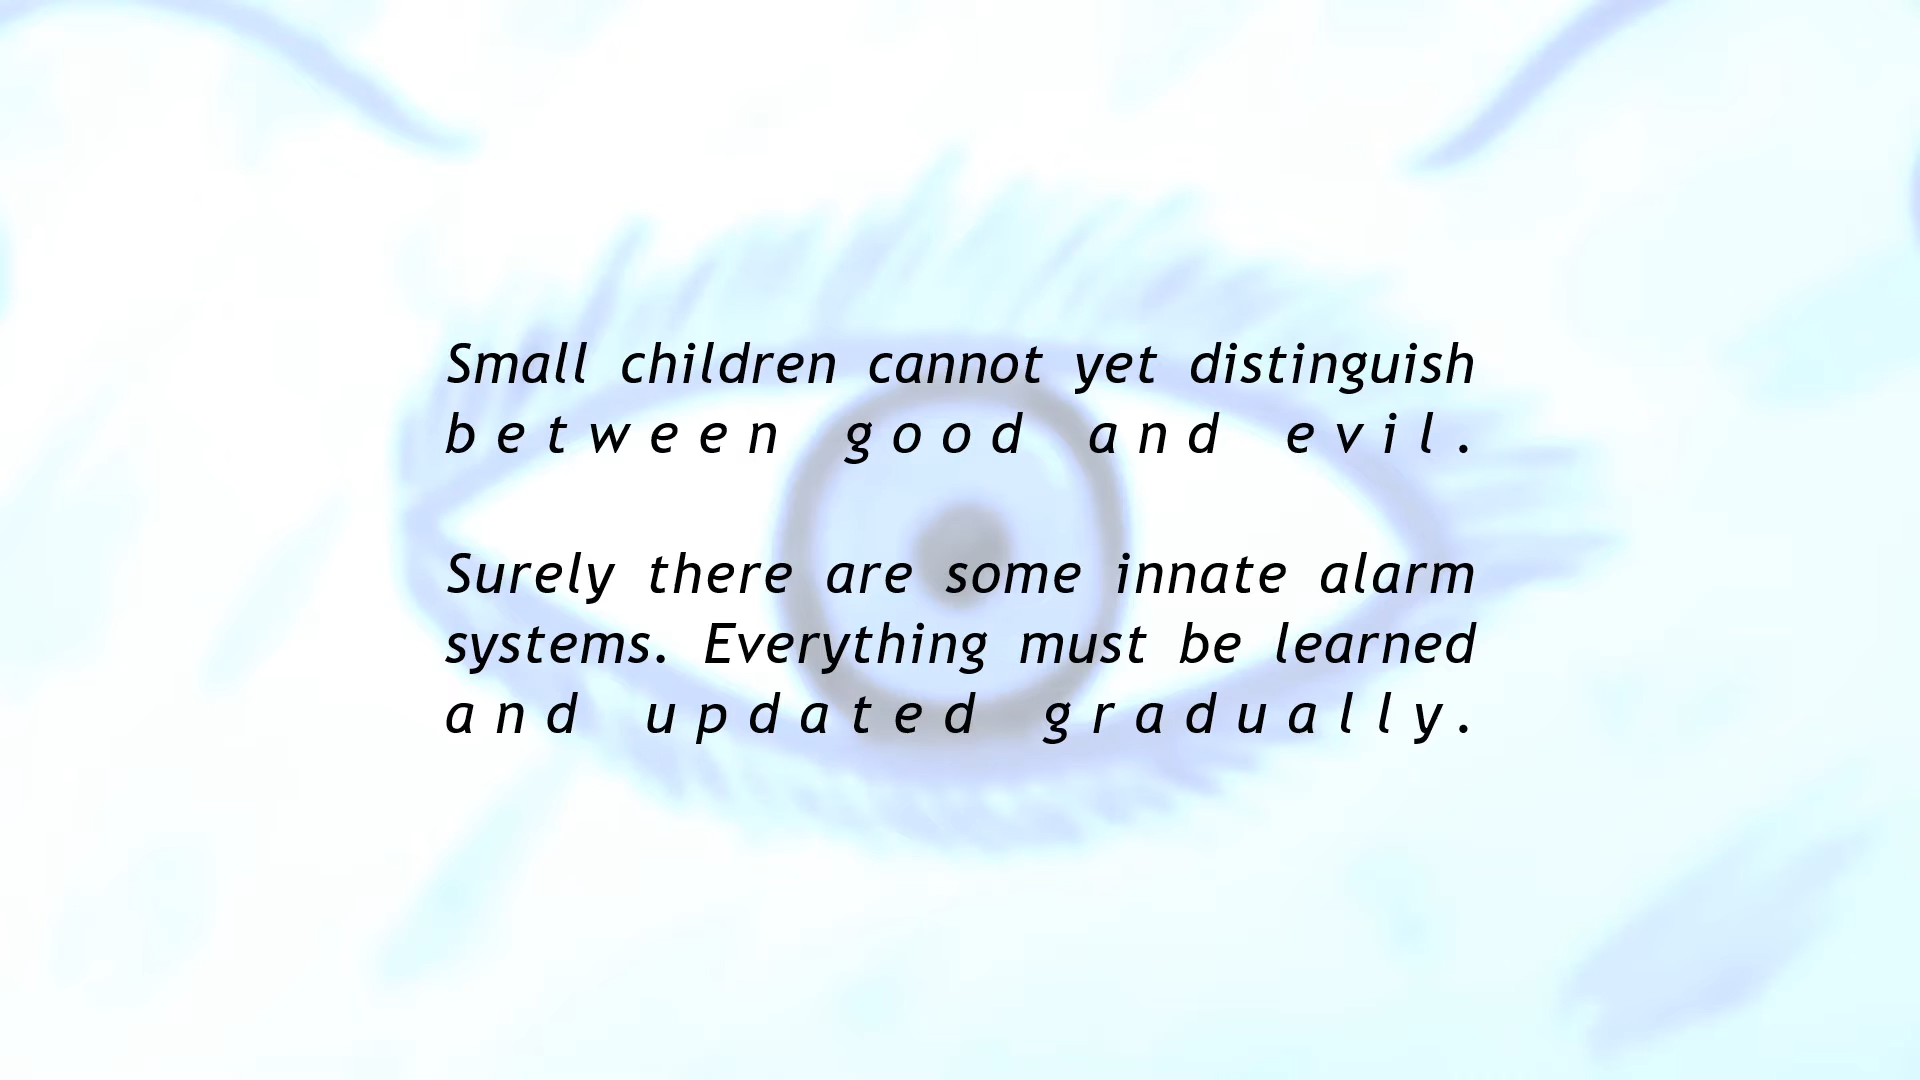 Small children cannot yet distinguish
between good and evil.
Surely there are some innate alarm
systems. Everything must be learned
and updated gradually.